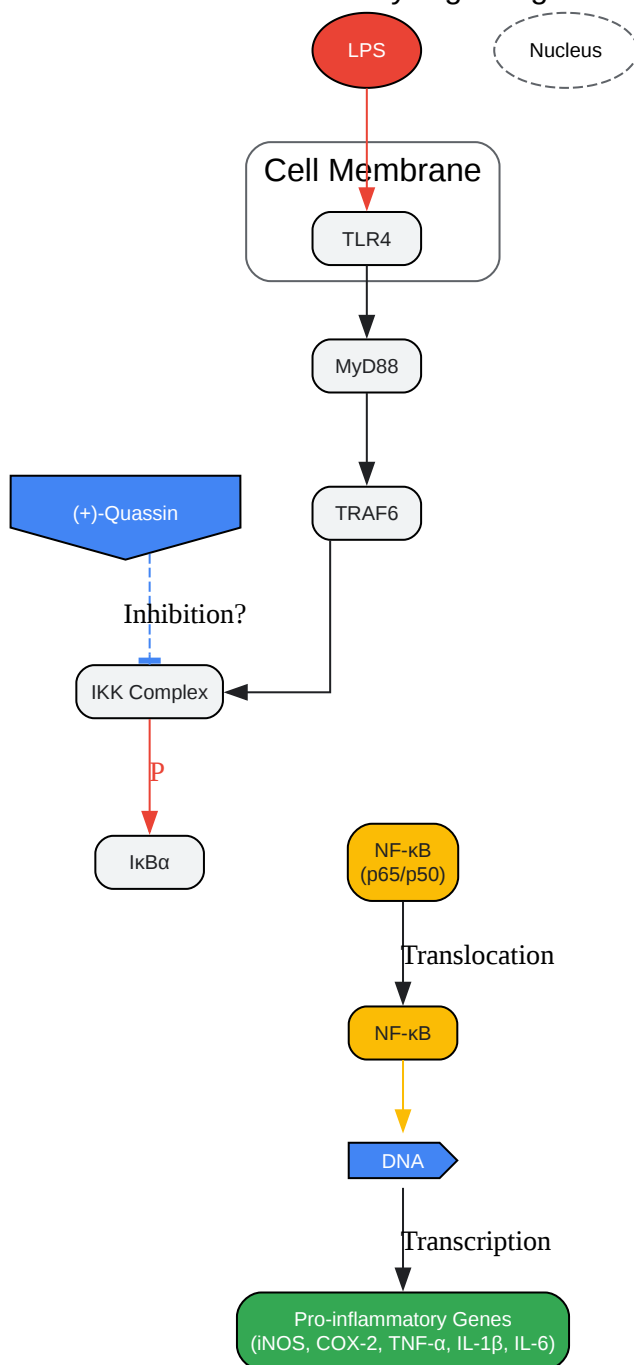 LPS
Nucleus
Cell Membrane
TLR4
MyD88
(+)-Quassin
TRAF6
Inhibition?
IKK Complex
P
IκBα
NF-κB
(p65/p50)
Translocation
NF-κB
DNA
Transcription
Pro-inflammatory Genes
(iNOS, COX-2, TNF-α, IL-1β, IL-6)